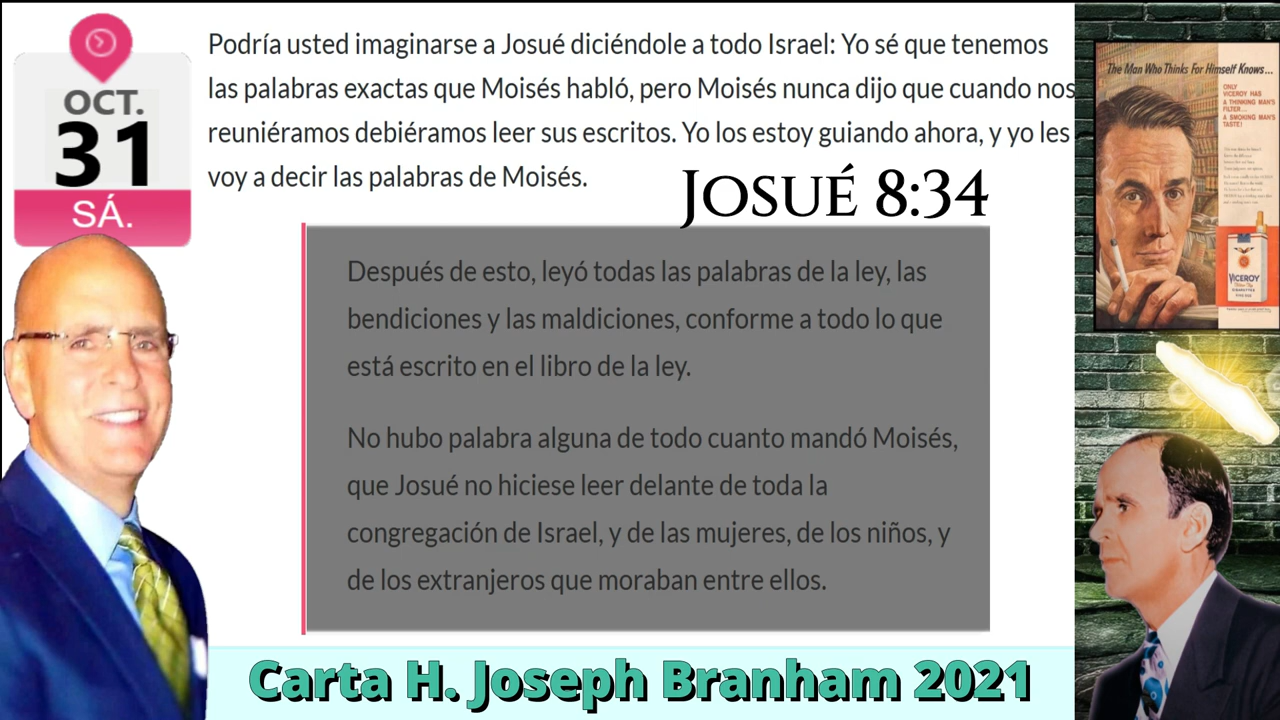 OCT.
31
SÁ.
Podría usted imaginarse a Josué diciéndole a todo Israel: Yo sé que tenemos
las palabras exactas que Moisés habló, pero Moisés nunca dijo que cuando nos
reuniéramos debiéramos leer sus escritos. Yo los estoy guiando ahora, y yo les
voy a decir las palabras de Moisés.
JOSUÉ 8:34
Después de esto, leyó todas las palabras de la ley, las
bendiciones y las maldiciones, conforme a todo lo que
está escrito en el libro de la ley.
No hubo palabra alguna de todo cuanto mandó Moisés,
que Josué no hiciese leer delante de toda la
congregación de Israel, y de las mujeres, de los niños, y
de los extranjeros que moraban entre ellos.
Carta H. Joseph Branham 2021
The Man Who Thinks For Himself Knows...
ONLY
VICEROY HAS
A THINKING MAN'S
FILTER...
A SMOKING MAN'S
TASTE!
VICEROY